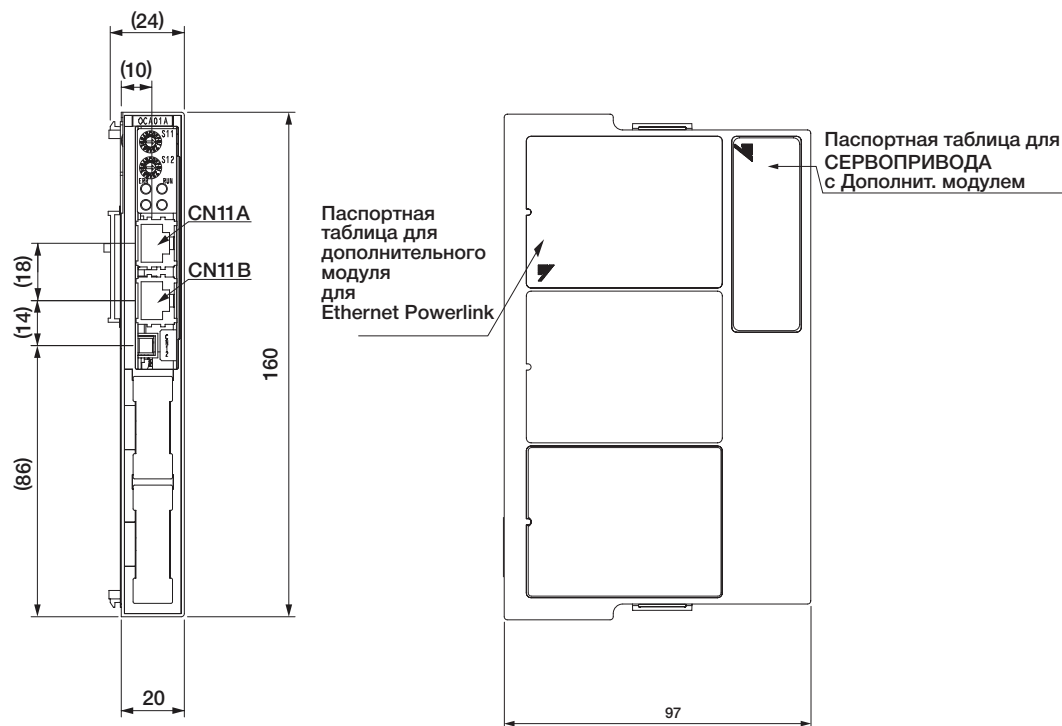 (24)
(10)
OCA01A
S11
S12
RUN
CN11A
CN11B
(18)
(14)
(86)
160
20
Паспортная
таблица для
дополнительного
модуля
для
Ethernet Powerlink
Паспортная таблица для
СЕРВОПРИВОДА
с Дополнит. модулем
97